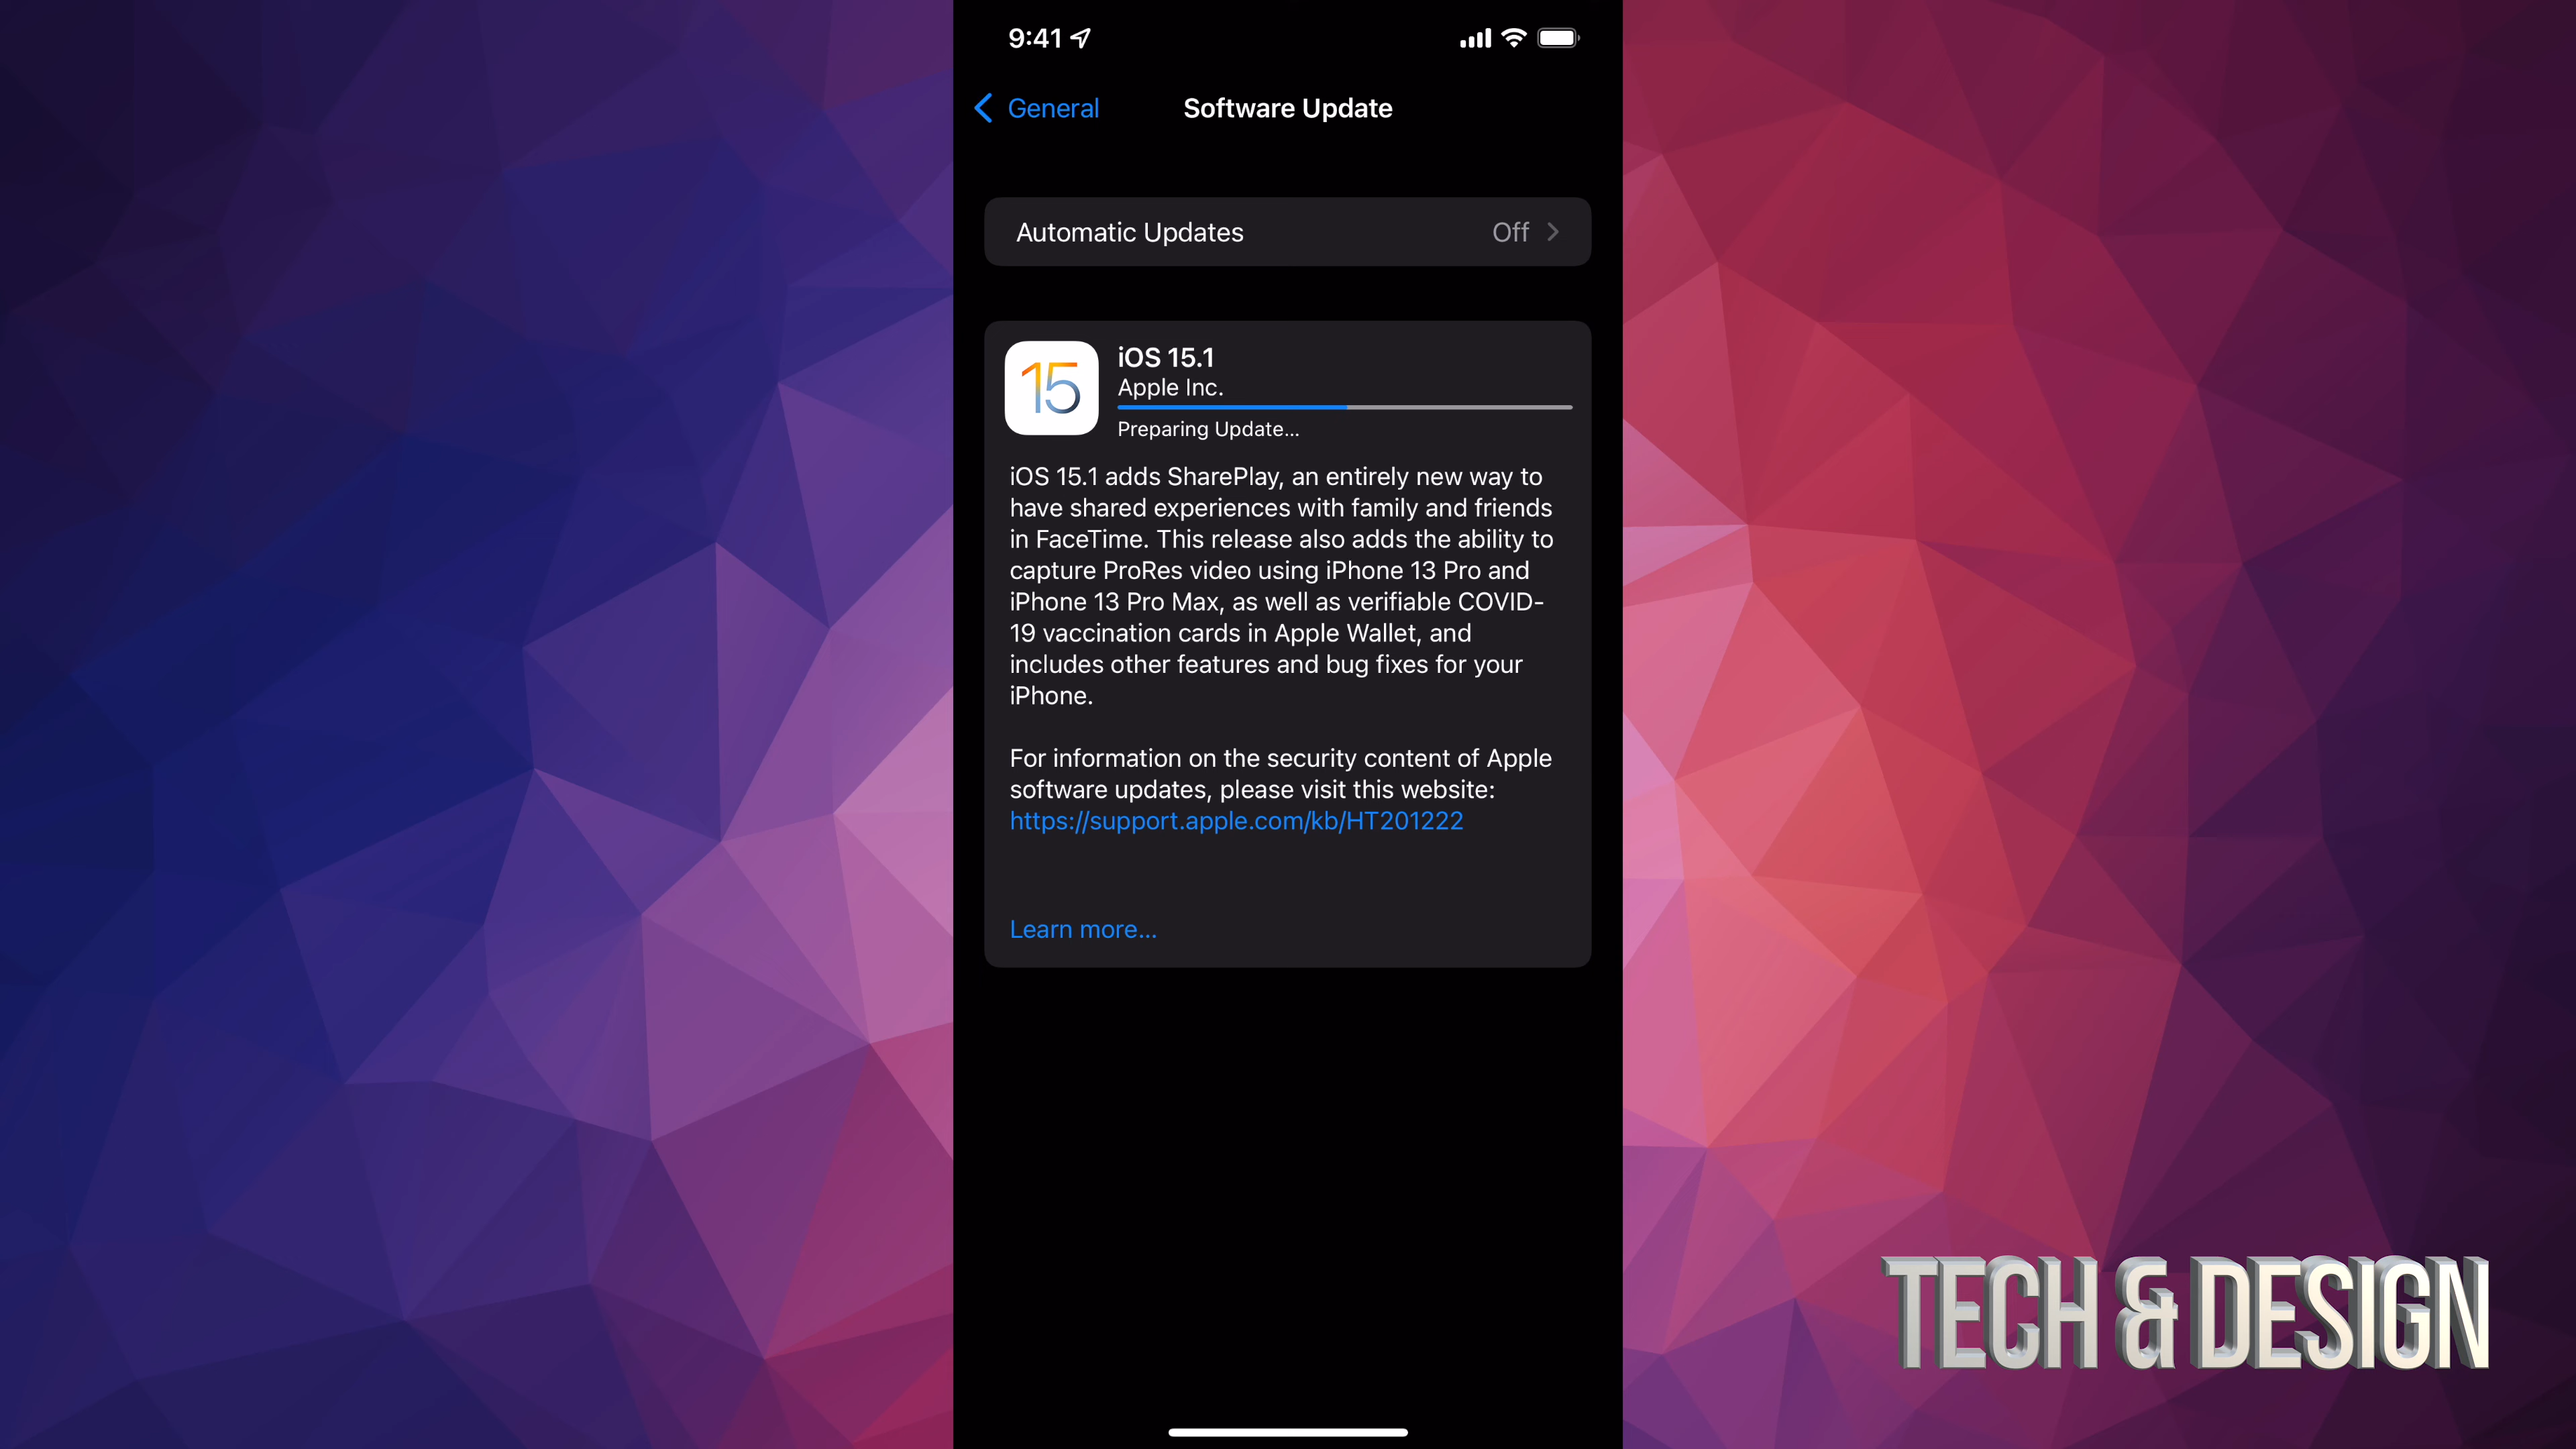 9:41
General
Software Update
Automatic Updates
Off
15
iOS 15.1
Apple Inc.
Preparing Update...
iOS 15.1 adds SharePlay, an entirely new way to
have shared experiences with family and friends
in FaceTime. This release also adds the ability to
capture ProRes video using iPhone 13 Pro and
iPhone 13 Pro Max, as well as verifiable COVID-
19 vaccination cards in Apple Wallet, and
includes other features and bug fixes for your
iPhone.
For information on the security content of Apple
software updates, please visit this website:
https://support.apple.com/kb/HT201222
Learn more...
TECH & DESIGN